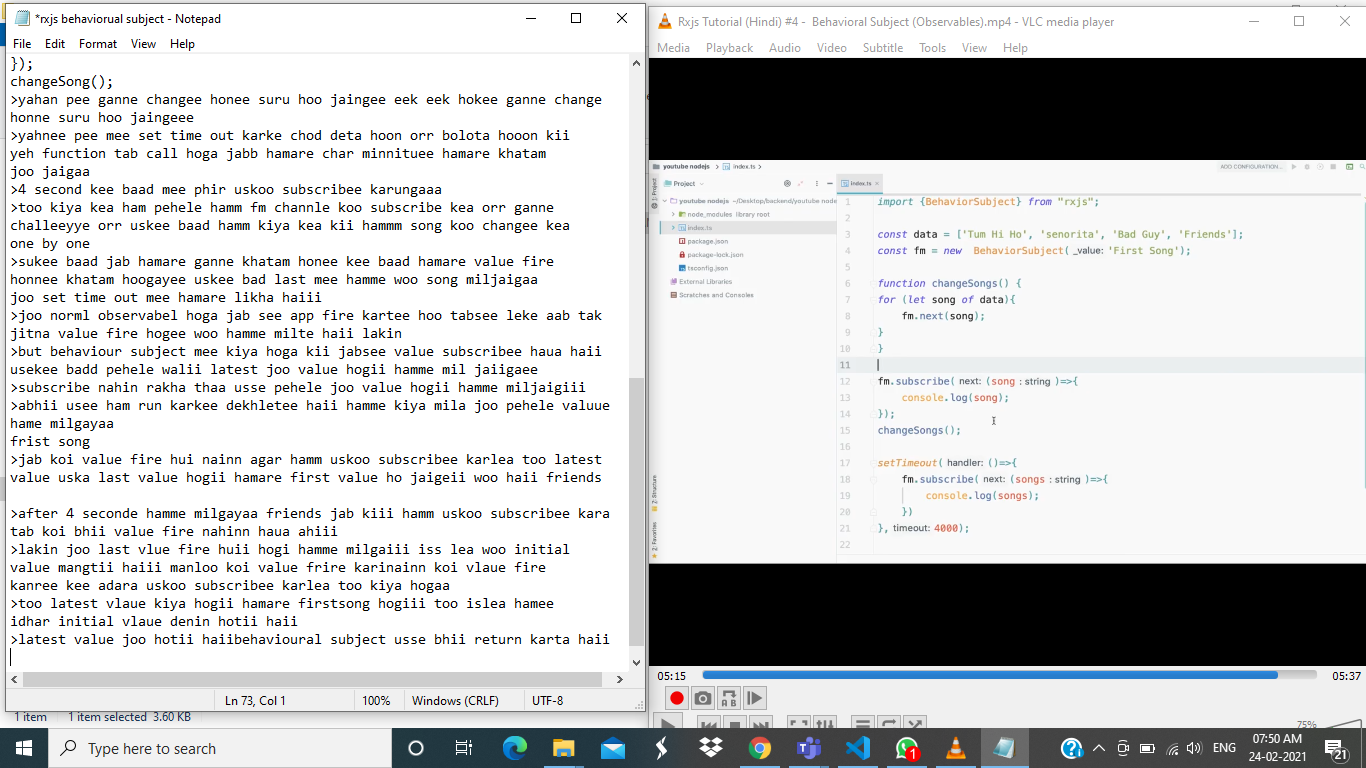 *rxjs behaviorual subject - Notepad
File Edit Format View Help
});
changeSong();
>yahan pee ganne changee honee suru hoo jaingee eek eek hokee ganne change
honne suru hoo jaingeee
>yahnee pee mee set time out karke chod deta hoon orr bolota hooon kii
yeh function tab call hoga jabb hamare char minnituee hamare khatam
joo jaigaa
>4 second kee baad mee phir uskoo subscribee karungaaa
>too kiya kea ham pehele hamm fm channle koo subscribe kea orr ganne
challeeyye orr uskee baad hamm kiya kea kii hammm song koo changee kea
one by one
>sukee baad jab hamare ganne khatam honee kee baad hamare value fire
honnee khatam hoogayee uskee bad last mee hamme woo song miljaigaa
joo set time out mee hamare likha haiii
>joo norml observabel hoga jab see app fire kartee hoo tabsee leke aab tak
jitna value fire hogee woo hamme milte haii lakin
>but behaviour subject mee kiya hoga kii jabsee value subscribee haua haii
usekee badd pehele walii latest joo value hogii hamme mil jaiigaee
>subscribe nahin rakha thaa usse pehele joo value hogii hamme miljaigiii
>abhii usee ham run karkee dekhletee haii hamme kiya mila joo pehele valuue
hame milgayaa
frist song
>jab koi value fire hui nainn agar hamm uskoo subscribee karlea too latest
value uska last value hogii hamare first value ho jaigeii woo haii friends
>after 4 seconde hamme milgayaa friends jab kiii hamm uskoo subscribee kara
tab koi bhii value fire nahinn haua ahiii
>lakin joo last vlue fire huii hogi hamme milgaiii iss lea woo initial
value mangtii haiii manloo koi value frire karinainn koi vlaue fire
kanree kee adara uskoo subscribee karlea too kiya hogaa
>too latest vlaue kiya hogii hamare firstsong hogiii too islea hamee
idhar initial vlaue denin hotii haii
>latest value joo hotii haiibehavioural subject usse bhii return karta haii
Ln 73, Col 1 100% Windows (CRLF) UTF-8
1 item 1 item selected 3.60 KB
Rxjs Tutorial (Hindi) #4 - Behavioral Subject (Observables).mp4 - VLC media player
Media Playback Audio Video Subtitle Tools View Help
youtube nodejs index.ts
ADD CONFIGURATION...
Project
index.ts
youtube nodejs ~/Desktop/backend/youtube node
node_modules library root
index.ts
package.json
package-lock.json
tsconfig.json
External Libraries
Scratches and Consoles
1: Project
Z: Structure
2: Favorites
1 import {BehaviorSubject} from "rxjs";
2
3 const data = ['Tum Hi Ho', 'senorita', 'Bad Guy', 'Friends'];
4 const fm = new BehaviorSubject( _value: 'First Song');
5
6 function changeSongs() {
7 for (let song of data){
8 fm.next(song);
9 }
10 }
11
12 fm.subscribe( next: (song : string )=>{
13 console.log(song);
14 });
15 changeSongs();
16
17 setTimeout( handler: ()=>{
18 fm.subscribe( next: (songs : string )=>{
19 console.log(songs);
20 })
21 }, timeout: 4000);
22
05:15 05:37
75%
Type here to search
1
ENG
07:50 AM
24-02-2021
21